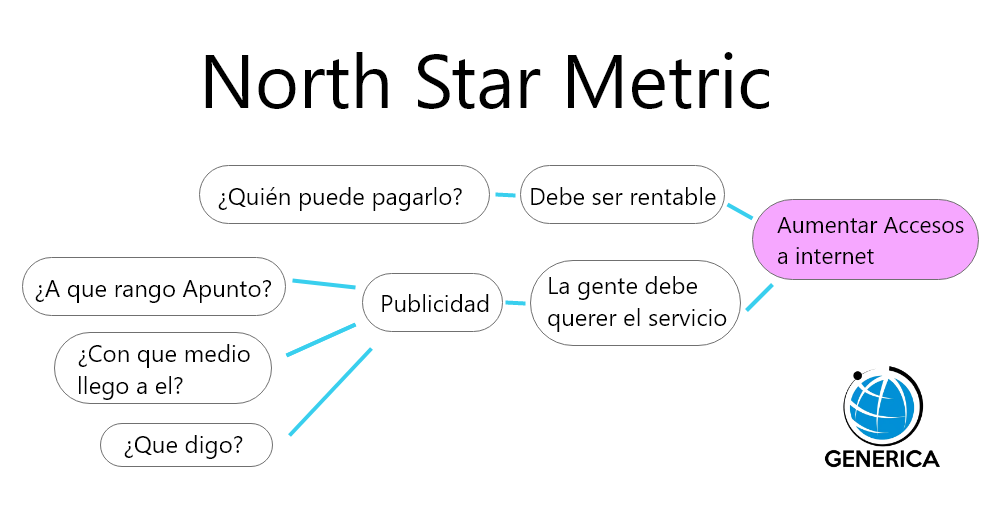 North Star Metric
¿Quién puede pagarlo?
Debe ser rentable
Aumentar Accesos
a internet
¿A que rango Apunto?
Publicidad
La gente debe
querer el servicio
¿Con que medio
llego a el?
¿Que digo?
GENERICA